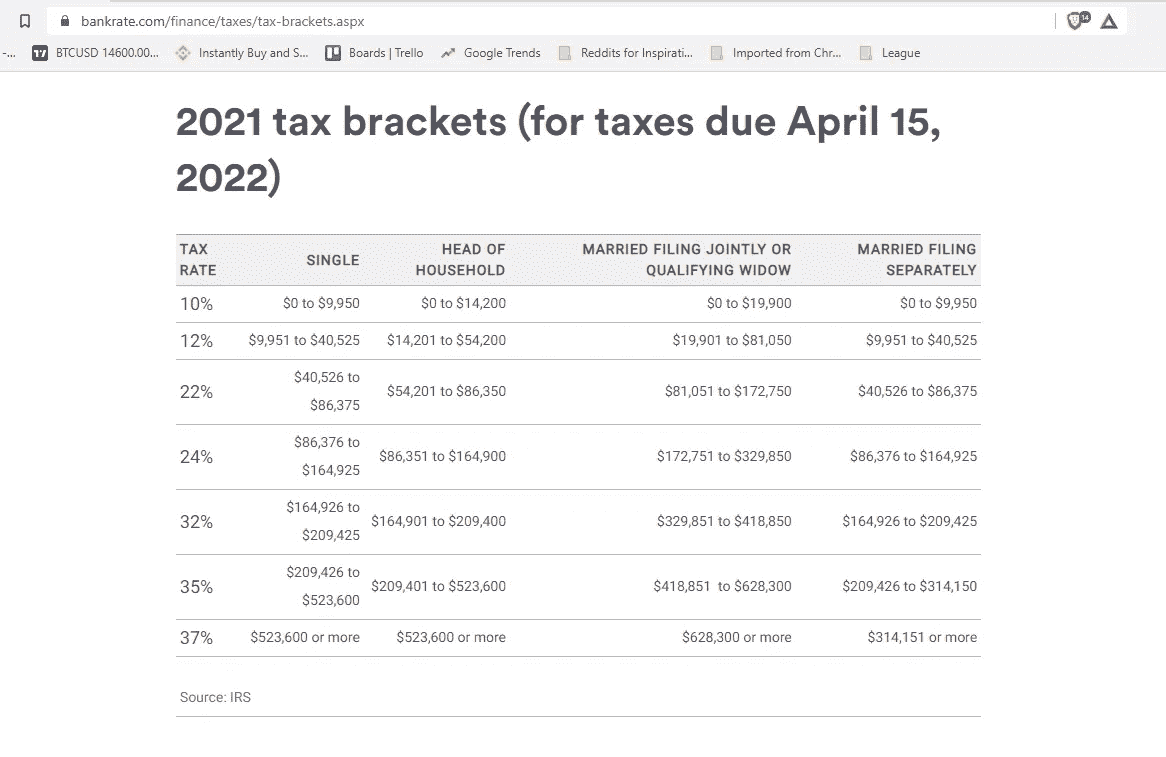 bankrate.com/finance/taxes/tax-brackets.aspx
14
-... BTCUSD 14600.00... Instantly Buy and S... Boards | Trello Google Trends Reddits for Inspirati... Imported from Chr... League
2021 tax brackets (for taxes due April 15,
2022)
TAX RATE SINGLE HEAD OF HOUSEHOLD MARRIED FILING JOINTLY OR QUALIFYING WIDOW MARRIED FILING SEPARATELY
10% $0 to $9,950 $0 to $14,200 $0 to $19,900 $0 to $9,950
12% $9,951 to $40,525 $14,201 to $54,200 $19,901 to $81,050 $9,951 to $40,525
22% $40,526 to $86,375 $54,201 to $86,350 $81,051 to $172,750 $40,526 to $86,375
24% $86,376 to $164,925 $86,351 to $164,900 $172,751 to $329,850 $86,376 to $164,925
32% $164,926 to $209,425 $164,901 to $209,400 $329,851 to $418,850 $164,926 to $209,425
35% $209,426 to $523,600 $209,401 to $523,600 $418,851 to $628,300 $209,426 to $314,150
37% $523,600 or more $523,600 or more $628,300 or more $314,151 or more
Source: IRS